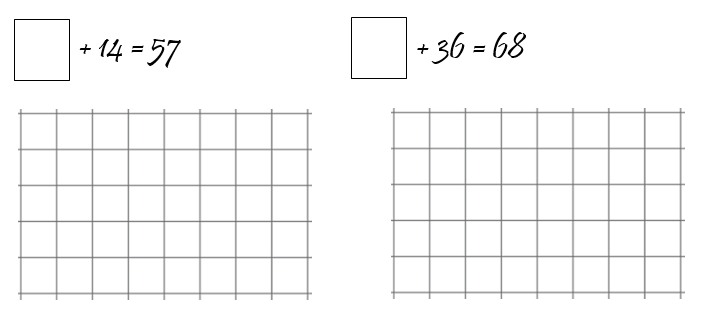 + 14 = 57
+ 36 = 68